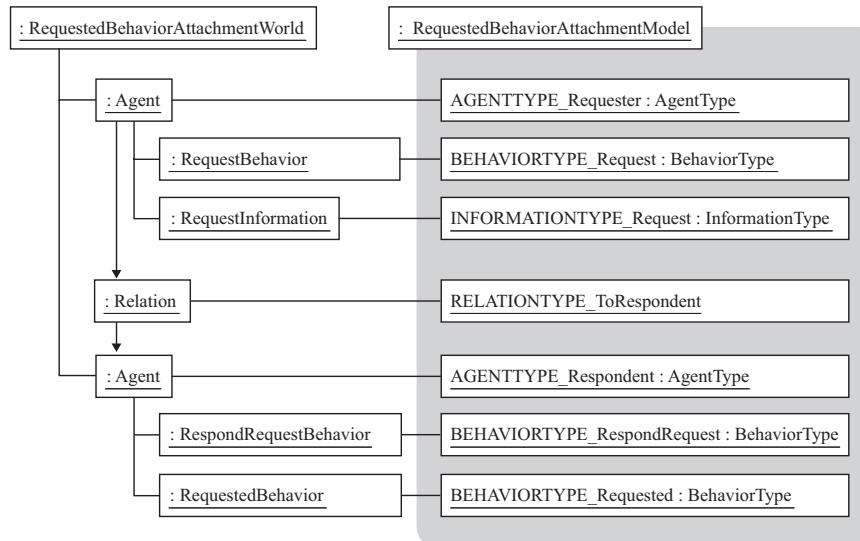 : RequestedBehaviorAttachmentWorld
: RequestedBehaviorAttachmentModel
: Agent
AGENTTYPE_Requester : AgentType
: RequestBehavior
BEHAVIORTYPE_Request : BehaviorType
: RequestInformation
INFORMATIONTYPE_Request : InformationType
: Relation
RELATIONTYPE_ToRespondent
: Agent
AGENTTYPE_Respondent : AgentType
: RespondRequestBehavior
BEHAVIORTYPE_RespondRequest : BehaviorType
: RequestedBehavior
BEHAVIORTYPE_Requested : BehaviorType